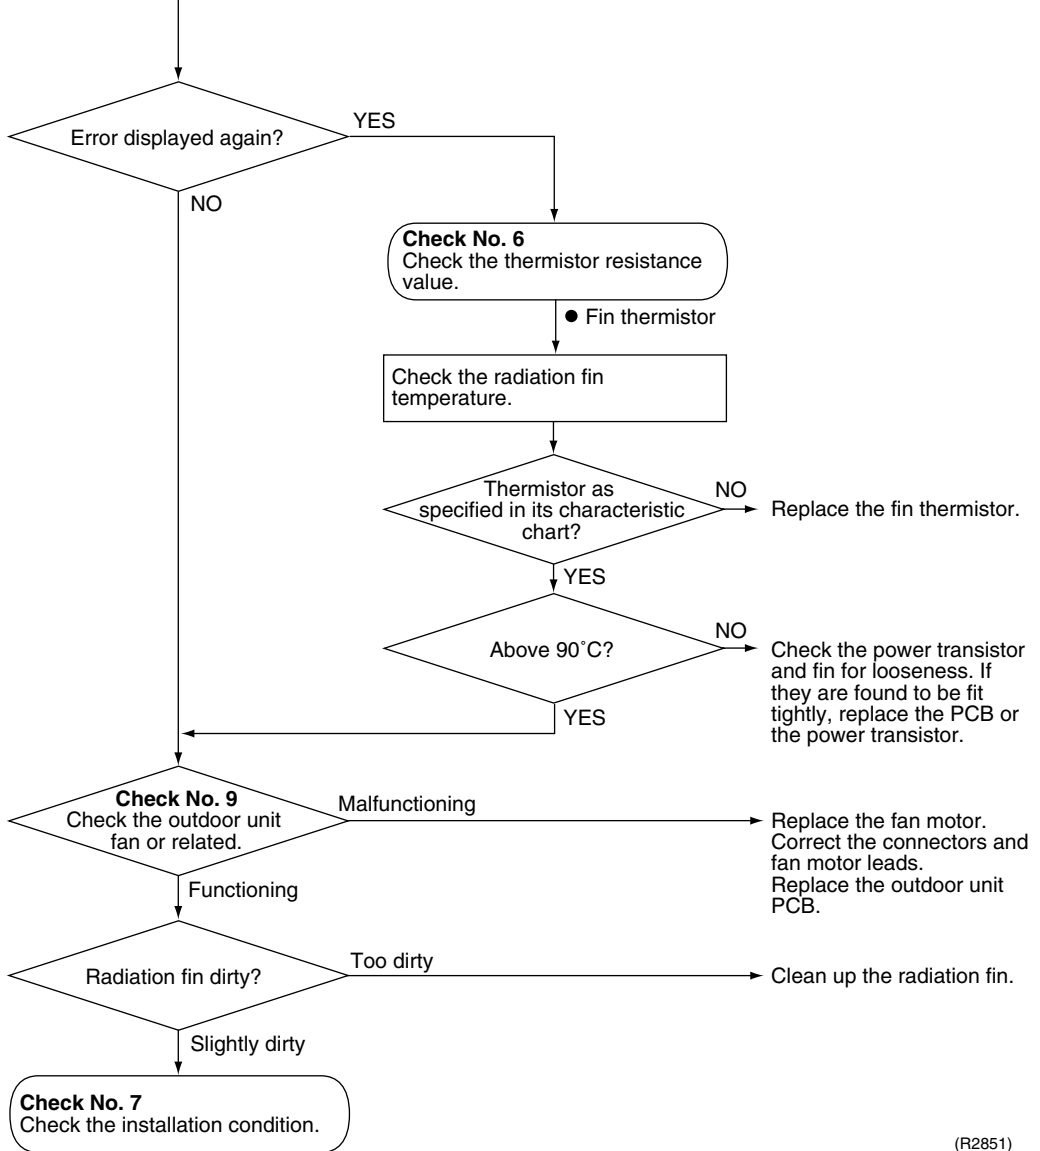 Error displayed again?
YES
NO
Check No. 6
Check the thermistor resistance
value.
● Fin thermistor
Check the radiation fin
temperature.
Thermistor as
specified in its characteristic
chart?
NO
Replace the fin thermistor.
YES
Above 90˚C?
NO
Check the power transistor
and fin for looseness. If
they are found to be fit
tightly, replace the PCB or
the power transistor.
YES
Check No. 9
Check the outdoor unit
fan or related.
Malfunctioning
Replace the fan motor.
Correct the connectors and
fan motor leads.
Replace the outdoor unit
PCB.
Functioning
Radiation fin dirty?
Too dirty
Clean up the radiation fin.
Slightly dirty
Check No. 7
Check the installation condition.
(R2851)